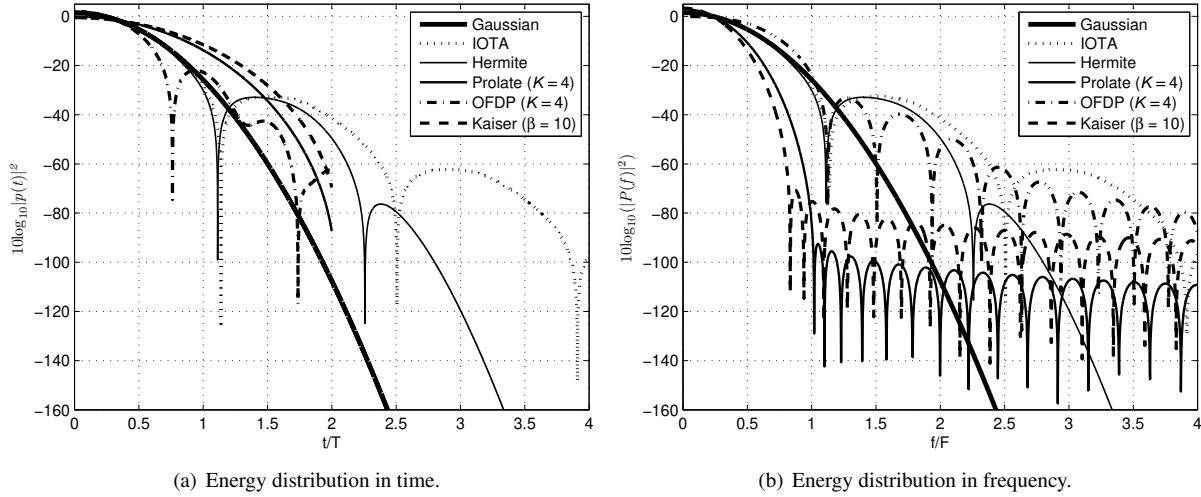 0
−20
−40
−60
−80
−100
−120
−140
−160
10log₁₀|p(t)|²
0 0.5 1 1.5 2 2.5 3 3.5 4
t/T
Gaussian
IOTA
Hermite
Prolate (K = 4)
OFDP (K = 4)
Kaiser (β = 10)
(a) Energy distribution in time.
0
−20
−40
−60
−80
−100
−120
−140
−160
10log₁₀(|P(f)|²)
0 0.5 1 1.5 2 2.5 3 3.5 4
f/F
Gaussian
IOTA
Hermite
Prolate (K = 4)
OFDP (K = 4)
Kaiser (β = 10)
(b) Energy distribution in frequency.